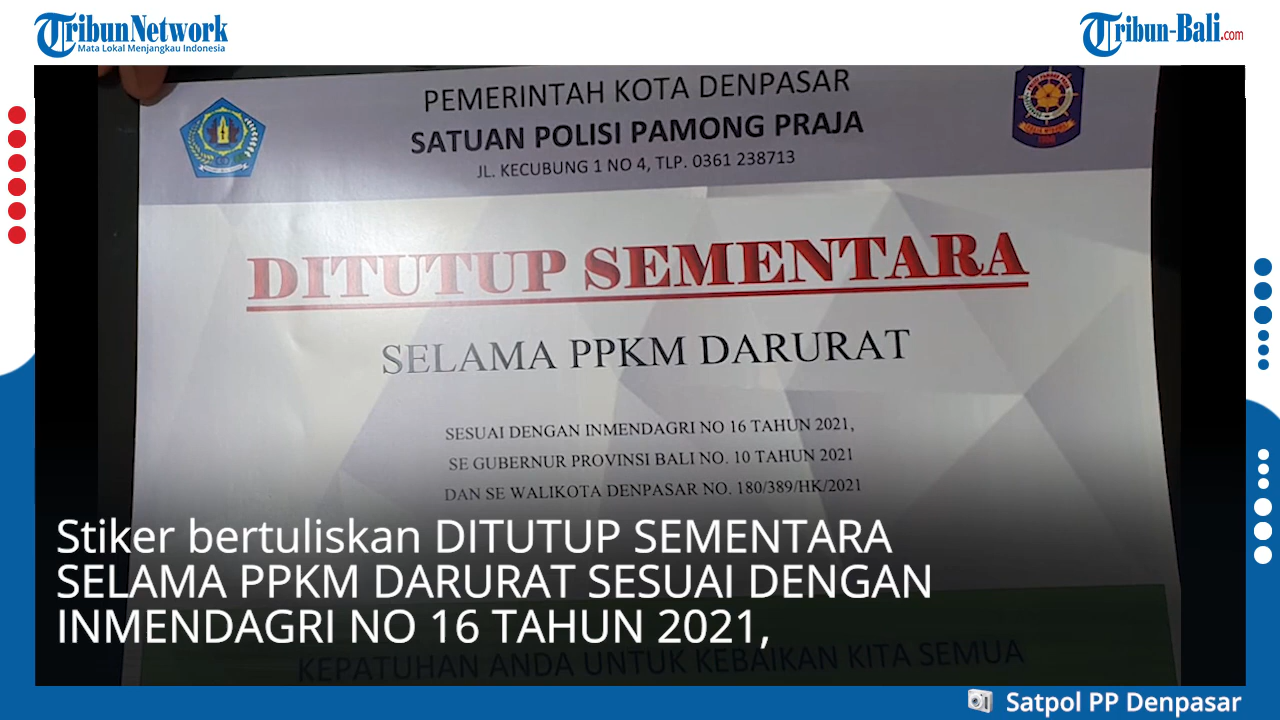 TribunNetwork
Mata Lokal Menjangkau Indonesia
Tribun-Bali.com
PEMERINTAH KOTA DENPASAR
SATUAN POLISI PAMONG PRAJA
JL. KECUBUNG 1 NO 4, TLP. 0361 238713
DITUTUP SEMENTARA
SELAMA PPKM DARURAT
SESUAI DENGAN INMENDAGRI NO 16 TAHUN 2021,
SE GUBERNUR PROVINSI BALI NO. 10 TAHUN 2021
DAN SE WALIKOTA DENPASAR NO. 180/389/HK/2021
Stiker bertuliskan DITUTUP SEMENTARA
SELAMA PPKM DARURAT SESUAI DENGAN
INMENDAGRI NO 16 TAHUN 2021,
KEPATUHAN ANDA UNTUK KEBAIKAN KITA SEMUA
Satpol PP Denpasar